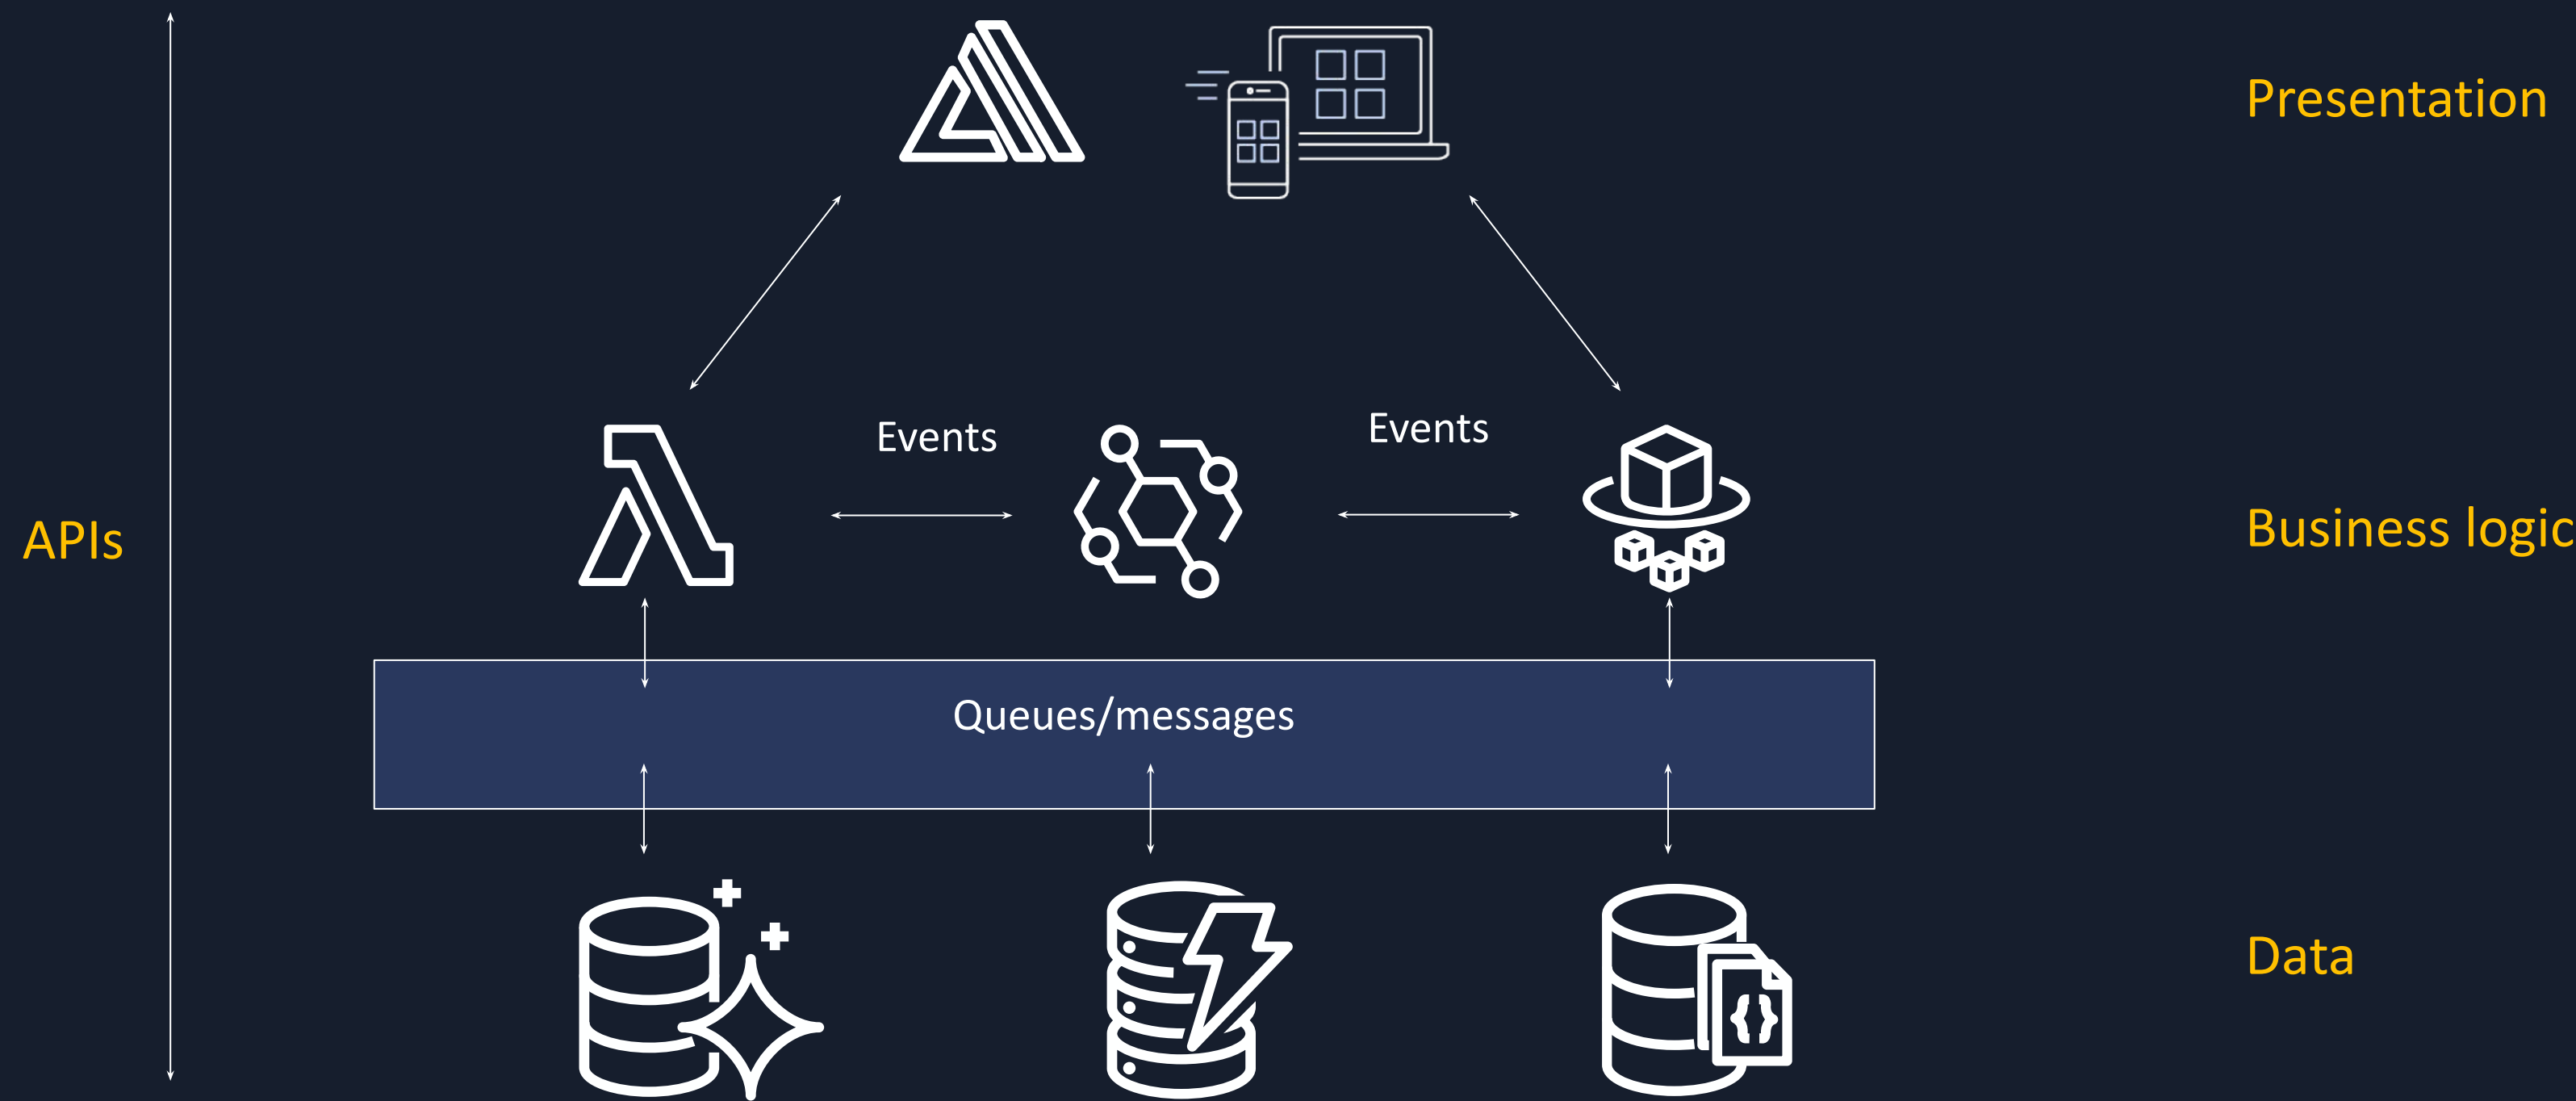 Presentation
Events
Events
APIs
Business logic
Queues/messages
Data
{}